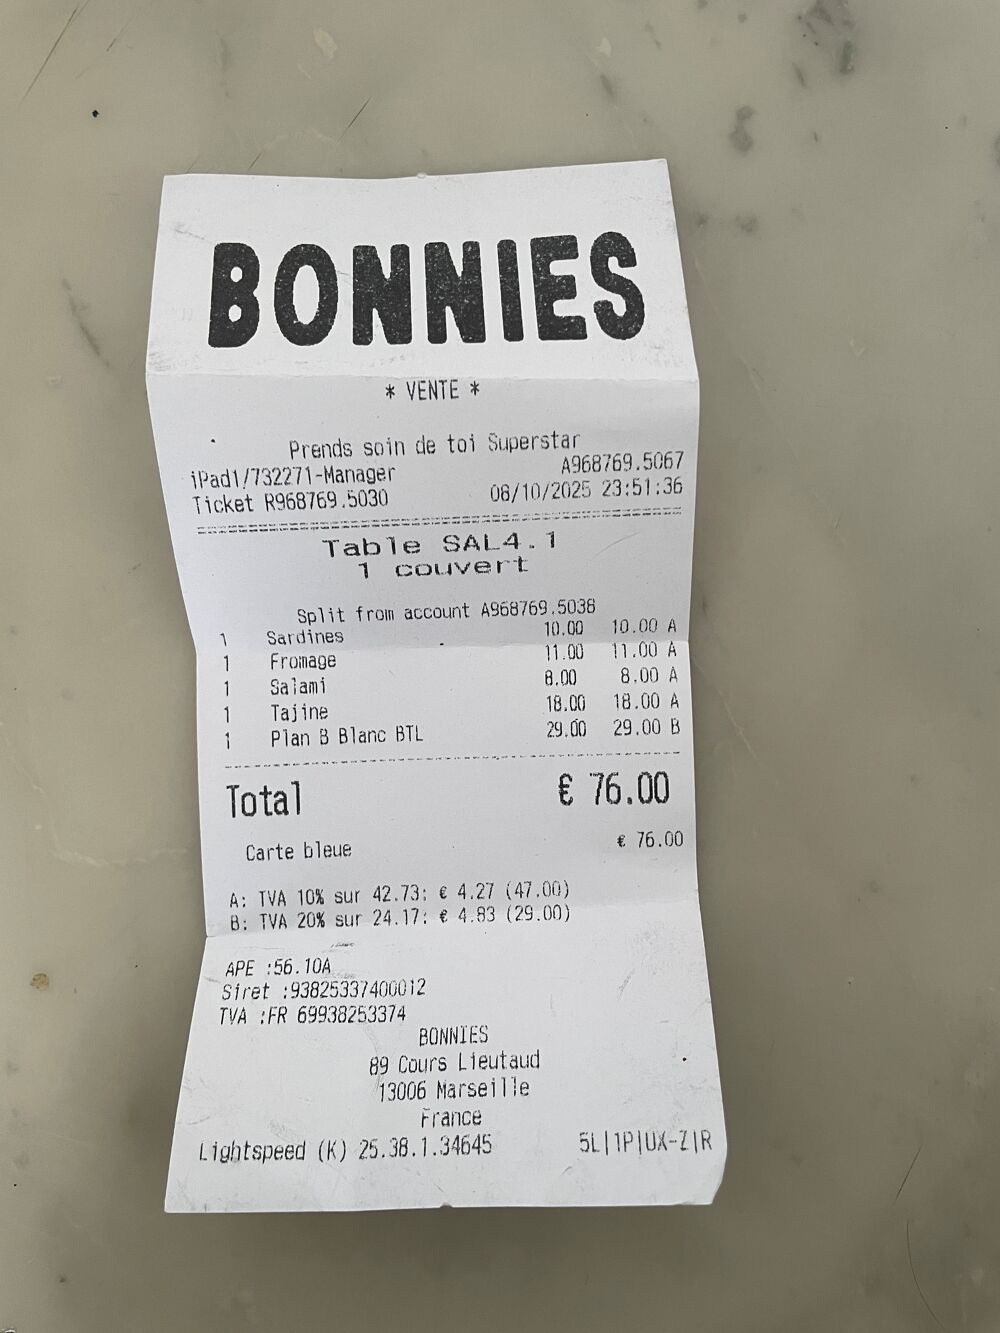 BONNIES
* VENTE *
Prends soin de toi Superstar
iPad1/732271-Manager A968769.5067
Ticket R968769.5030 08/10/2025 23:51:36
Table SAL4.1
1 couvert
Split from account A968769.5038
1 Sardines 10.00 10.00 A
1 Fromage 11.00 11.00 A
1 Salami 8.00 8.00 A
1 Tajine 18.00 18.00 A
1 Plan B Blanc BTL 29.00 29.00 B
Total € 76.00
Carte bleue € 76.00
A: TVA 10% sur 42.73: € 4.27 (47.00)
B: TVA 20% sur 24.17: € 4.83 (29.00)
APE :56.10A
Siret :93825337400012
TVA :FR 69938253374
BONNIES
89 Cours Lieutaud
13006 Marseille
France
Lightspeed (K) 25.38.1.34645 5L|1P|UX-Z|R